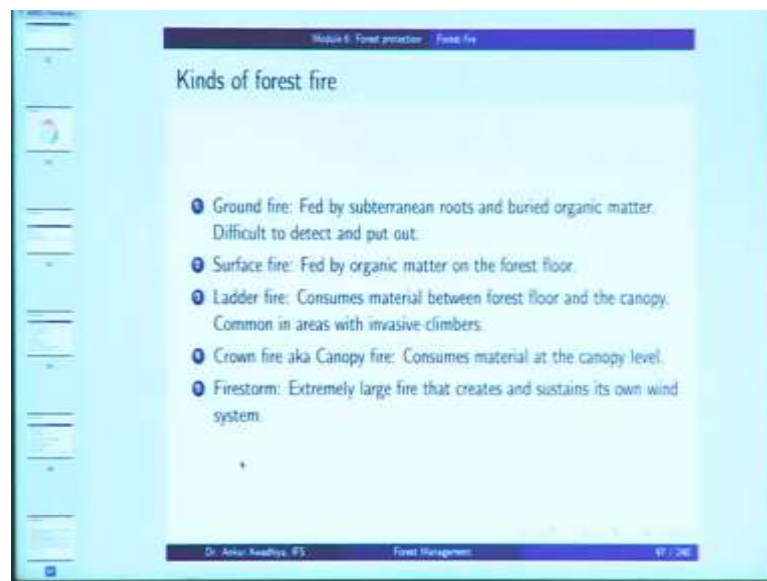 Module 6: Forest protection Forest fire
Kinds of forest fire
Ground fire: Fed by subterranean roots and buried organic matter.
Difficult to detect and put out.
Surface fire: Fed by organic matter on the forest floor.
Ladder fire: Consumes material between forest floor and the canopy.
Common in areas with invasive climbers.
Crown fire aka Canopy fire: Consumes material at the canopy level.
Firestorm: Extremely large fire that creates and sustains its own wind
system.
Dr. Ankur Awadhiya, IFS Forest Management